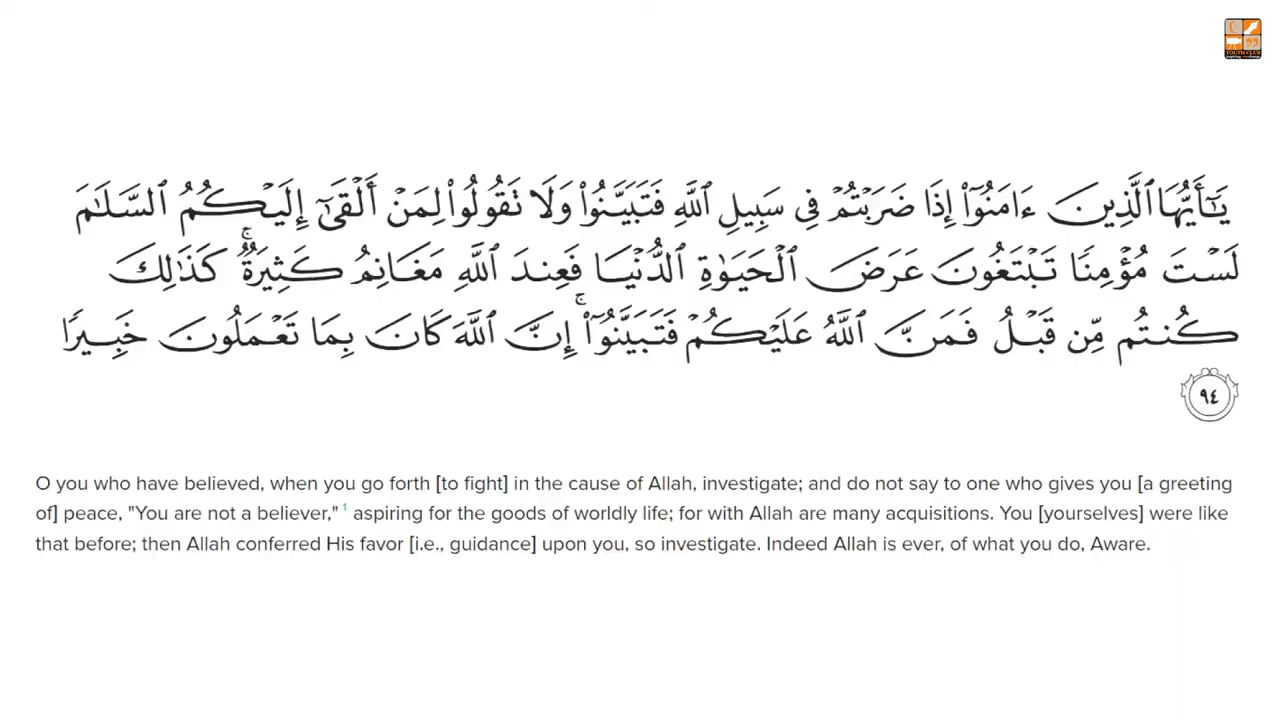 YOUTH CLUB
يَٰٓأَيُّهَا ٱلَّذِينَ ءَامَنُوٓا۟ إِذَا ضَرَبْتُمْ فِى سَبِيلِ ٱللَّهِ فَتَبَيَّنُوا۟ وَلَا تَقُولُوا۟ لِمَنْ أَلْقَىٰٓ إِلَيْكُمُ ٱلسَّلَٰمَ
لَسْتَ مُؤْمِنًا تَبْتَغُونَ عَرَضَ ٱلْحَيَوٰةِ ٱلدُّنْيَا فَعِندَ ٱللَّهِ مَغَانِمُ كَثِيرَةٌ ۚ كَذَٰلِكَ
كُنتُم مِّن قَبْلُ فَمَنَّ ٱللَّهُ عَلَيْكُمْ فَتَبَيَّنُوٓا۟ ۚ إِنَّ ٱللَّهَ كَانَ بِمَا تَعْمَلُونَ خَبِيرًا
٩٤
O you who have believed, when you go forth [to fight] in the cause of Allah, investigate; and do not say to one who gives you [a greeting
of] peace, "You are not a believer," 1 aspiring for the goods of worldly life; for with Allah are many acquisitions. You [yourselves] were like
that before; then Allah conferred His favor [i.e., guidance] upon you, so investigate. Indeed Allah is ever, of what you do, Aware.